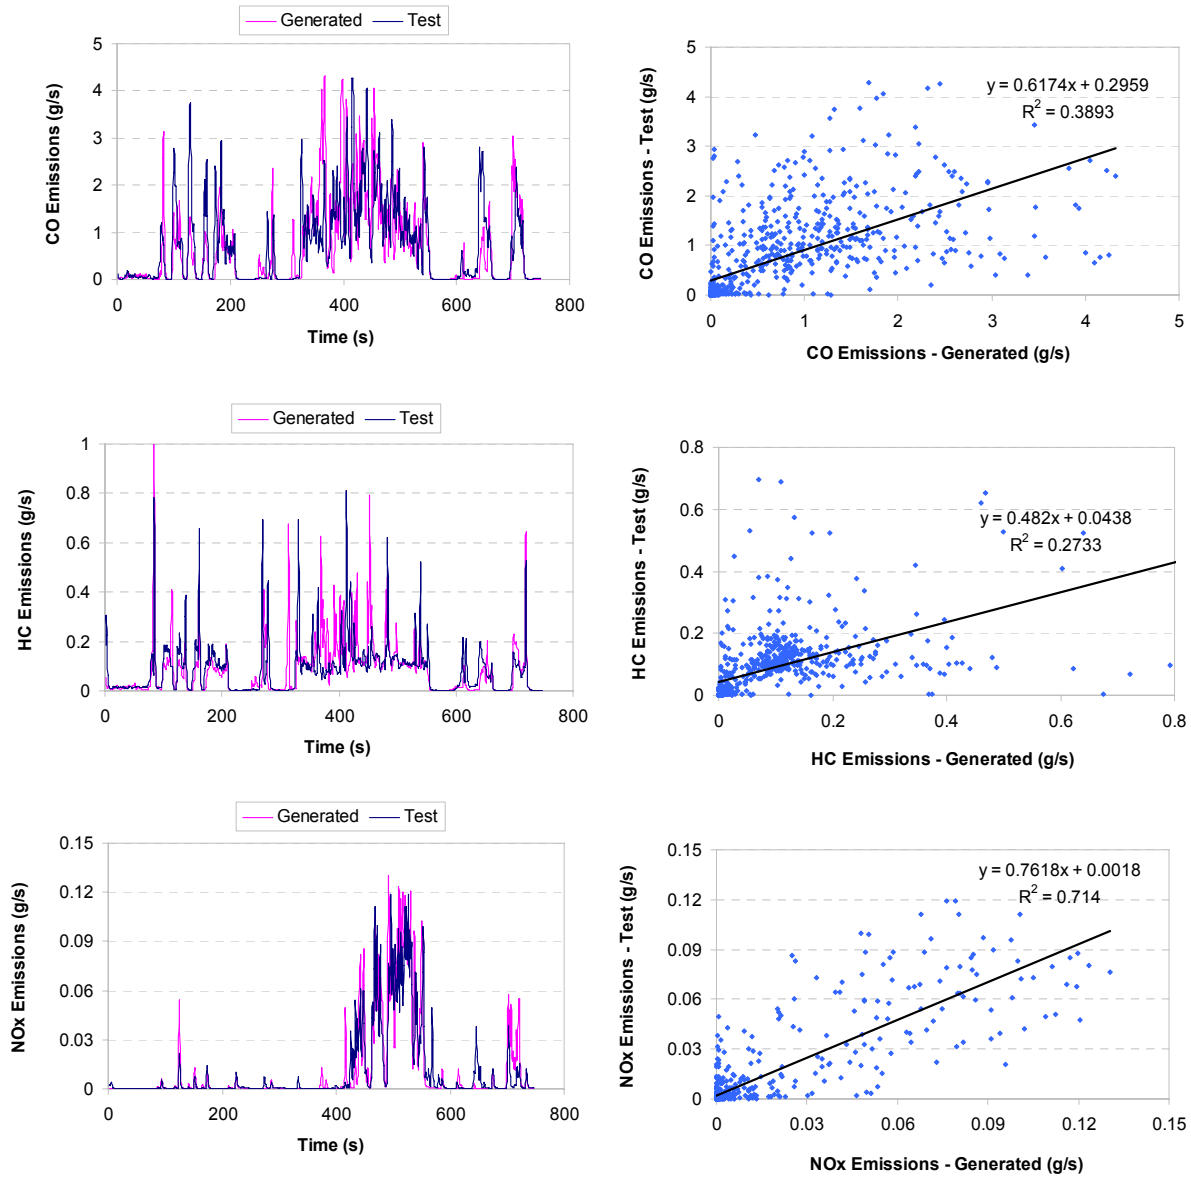 Generated Test
5
4
3
2
1
0
0 200 400 600 800
CO Emissions (g/s)
Time (s)
5
4
3
2
1
0
0 1 2 3 4 5
CO Emissions - Test (g/s)
CO Emissions - Generated (g/s)
y = 0.6174x + 0.2959
R² = 0.3893
Generated Test
1
0.8
0.6
0.4
0.2
0
0 200 400 600 800
HC Emissions (g/s)
Time (s)
0.8
0.6
0.4
0.2
0
0 0.2 0.4 0.6 0.8
HC Emissions - Test (g/s)
HC Emissions - Generated (g/s)
y = 0.482x + 0.0438
R² = 0.2733
Generated Test
0.15
0.12
0.09
0.06
0.03
0
0 200 400 600 800
NOx Emissions (g/s)
Time (s)
0.15
0.12
0.09
0.06
0.03
0
0 0.03 0.06 0.09 0.12 0.15
NOx Emissions - Test (g/s)
NOx Emissions - Generated (g/s)
y = 0.7618x + 0.0018
R² = 0.714